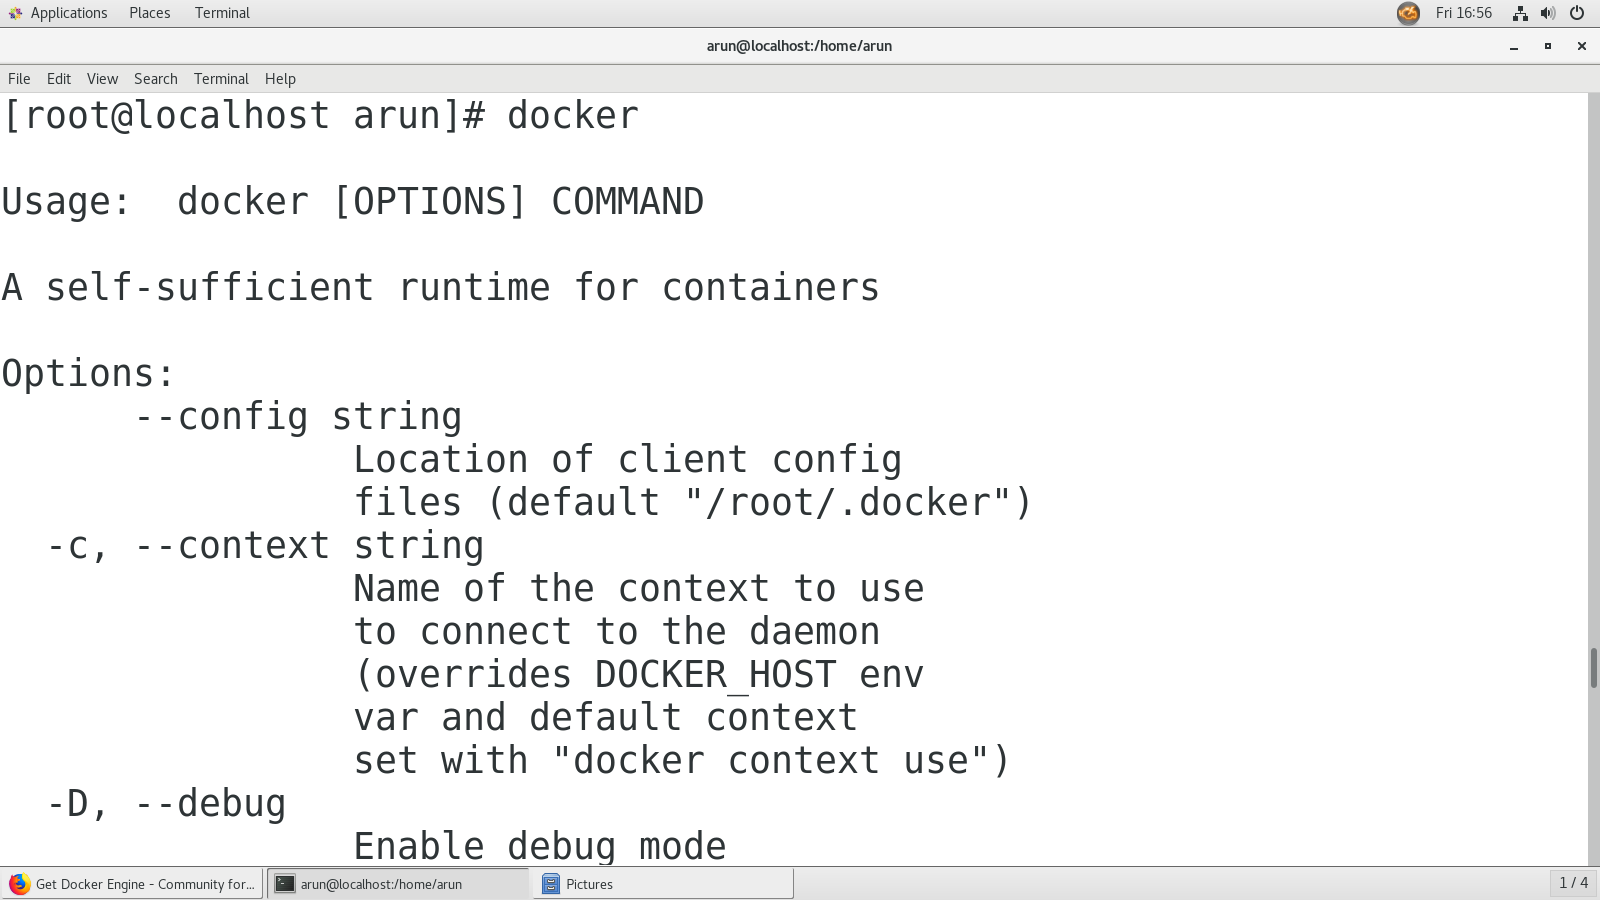 Applications Places Terminal Fri 16:56
arun@localhost:/home/arun
File Edit View Search Terminal Help
[root@localhost arun]# docker
Usage:  docker [OPTIONS] COMMAND
A self-sufficient runtime for containers
Options:
      --config string
                Location of client config
                files (default "/root/.docker")
  -c, --context string
                Name of the context to use
                to connect to the daemon
                (overrides DOCKER_HOST env
                var and default context
                set with "docker context use")
  -D, --debug
                Enable debug mode
Get Docker Engine - Community for... arun@localhost:/home/arun Pictures 1 / 4